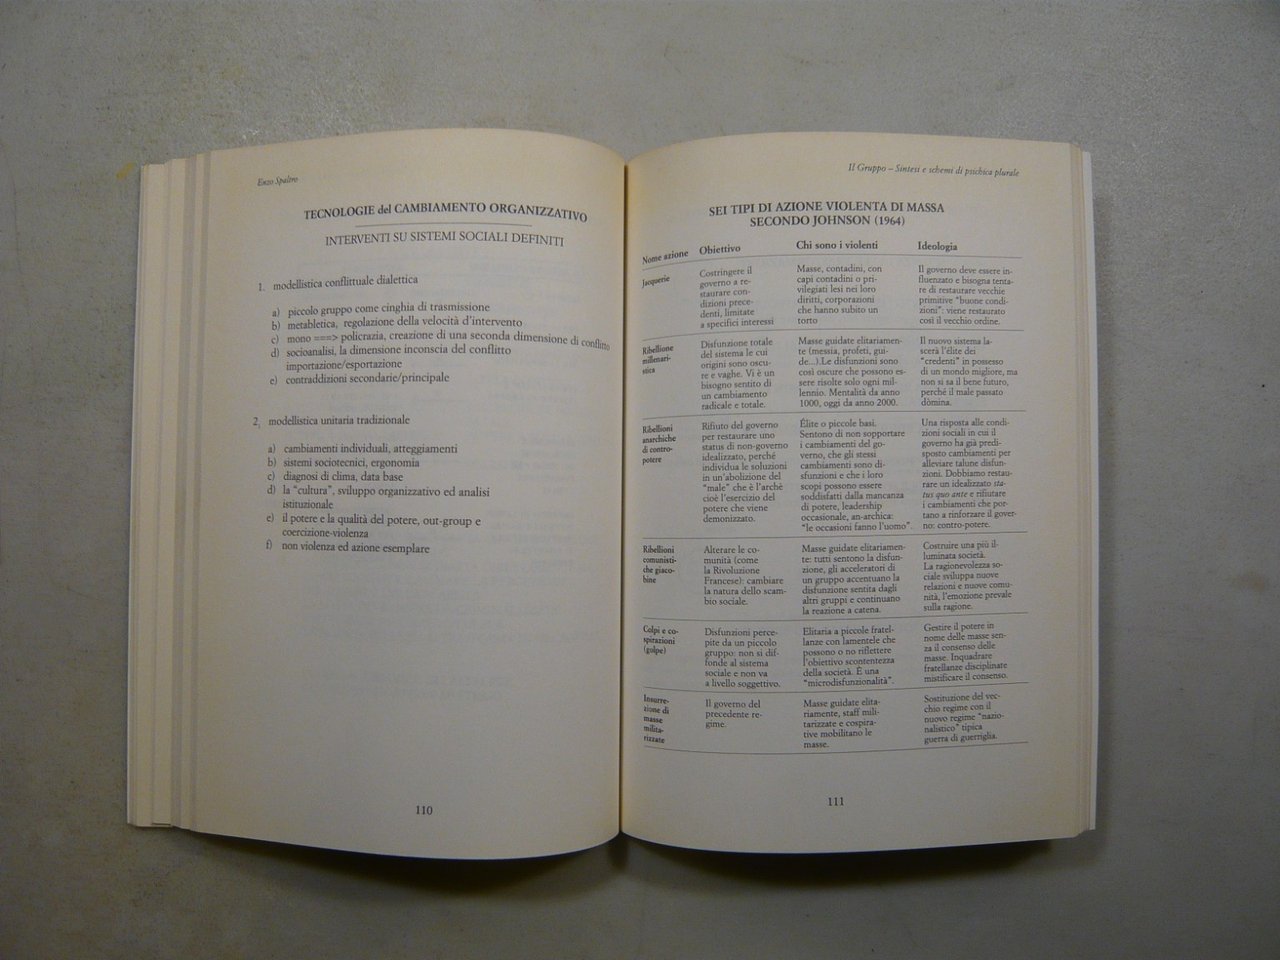 Enzo Spaltro
TECNOLOGIE del CAMBIAMENTO ORGANIZZATIVO
INTERVENTI SU SISTEMI SOCIALI DEFINITI
1. modellistica conflittuale dialettica
a) piccolo gruppo come cinghia di trasmissione
b) metabletica, regolazione della velocità d'intervento
c) mono ===> policrazia, creazione di una seconda dimensione di conflitto
d) socioanalisi, la dimensione inconscia del conflitto
importazione/esportazione
e) contraddizioni secondarie/principale
2. modellistica unitaria tradizionale
a) cambiamenti individuali, atteggiamenti
b) sistemi sociotecnici, ergonomia
c) diagnosi di clima, data base
d) la "cultura", sviluppo organizzativo ed analisi
istituzionale
e) il potere e la qualità del potere, out-group e
coercizione-violenza
f) non violenza ed azione esemplare
110
Il Gruppo – Sintesi e schemi di psichica plurale
SEI TIPI DI AZIONE VIOLENTA DI MASSA
SECONDO JOHNSON (1964)
Nome azione
Obiettivo
Chi sono i violenti
Ideologia
Jacquerie
Costringere il
governo a re-
staurare con-
dizioni prece-
denti, limitate
a specifici interessi
Masse, contadini, con
capi contadini o pri-
vilegiati lesi nei loro
diritti, corporazioni
che hanno subito un
torto
Il governo deve essere in-
fluenzato e bisogna tenta-
re di restaurare vecchie
primitive "buone condi-
zioni": viene restaurato
così il vecchio ordine.
Ribellione
millenari-
stica
Disfunzione totale
del sistema le cui
origini sono oscu-
re e vaghe. Vi è un
bisogno sentito di
un cambiamento
radicale e totale.
Masse guidate elitariamen-
te (messia, profeti, gui-
de...).Le disfunzioni sono
così oscure che possono es-
sere risolte solo ogni mil-
lennio. Mentalità da anno
1000, oggi da anno 2000.
Il nuovo sistema la-
scerà l'élite dei
"credenti" in possesso
di un mondo migliore, ma
non si sa il bene futuro,
perché il male passato
dòmina.
Ribellioni
anarchiche
di contro-
potere
Rifiuto del governo
per restaurare uno
status di non-governo
idealizzato, perché
individua le soluzioni
in un'abolizione del
"male" che è l'archè
cioè l'esercizio del
potere che viene
demonizzato.
Élite o piccole basi.
Sentono di non sopportare
i cambiamenti del go-
verno, che gli stessi
cambiamenti sono di-
sfunzioni e che i loro
scopi possono essere
soddisfatti dalla mancanza
di potere, leadership
occasionale, an-archica:
"le occasioni fanno l'uomo".
Una risposta alle condi-
zioni sociali in cui il
governo ha già predi-
sposto cambiamenti per
alleviare talune disfun-
zioni. Dobbiamo restau-
rare un idealizzato sta-
tus quo ante e rifiutare
i cambiamenti che por-
tano a rinforzare il gover-
no: contro-potere.
Ribellioni
comunisti-
che giaco-
bine
Alterare le co-
munità (come
la Rivoluzione
Francese): cambiare
la natura dello scam-
bio sociale.
Masse guidate elitariamen-
te: tutti sentono la disfun-
zione, gli acceleratori di
un gruppo accentuano la
disfunzione sentita dagli
altri gruppi e continuano
la reazione a catena.
Costruire una più il-
luminata società.
La ragionevolezza so-
ciale sviluppa nuove
relazioni e nuove comu-
nità, l'emozione prevale
sulla ragione.
Colpi e co-
spirazioni
(golpe)
Disfunzioni perce-
pite da un piccolo
gruppo: non si dif-
fonde al sistema
sociale e non va
a livello soggettivo.
Elitaria a piccole fratel-
lanze con lamentele che
possono o no riflettere
l'obiettivo scontentezza
della società. È una
"microdisfunzionalità".
Gestire il potere in
nome delle masse sen-
za il consenso delle
masse. Inquadrare
fratellanze disciplinate
mistificare il consenso.
Insurre-
zione di
masse
milita-
rizzate
Il governo del
precedente re-
gime.
Masse guidate elita-
riamente, staff mili-
tarizzate e cospira-
tive mobilitano le
masse.
Sostituzione del vec-
chio regime con il
nuovo regime "nazio-
nalistico" tipica
guerra di guerriglia.
111